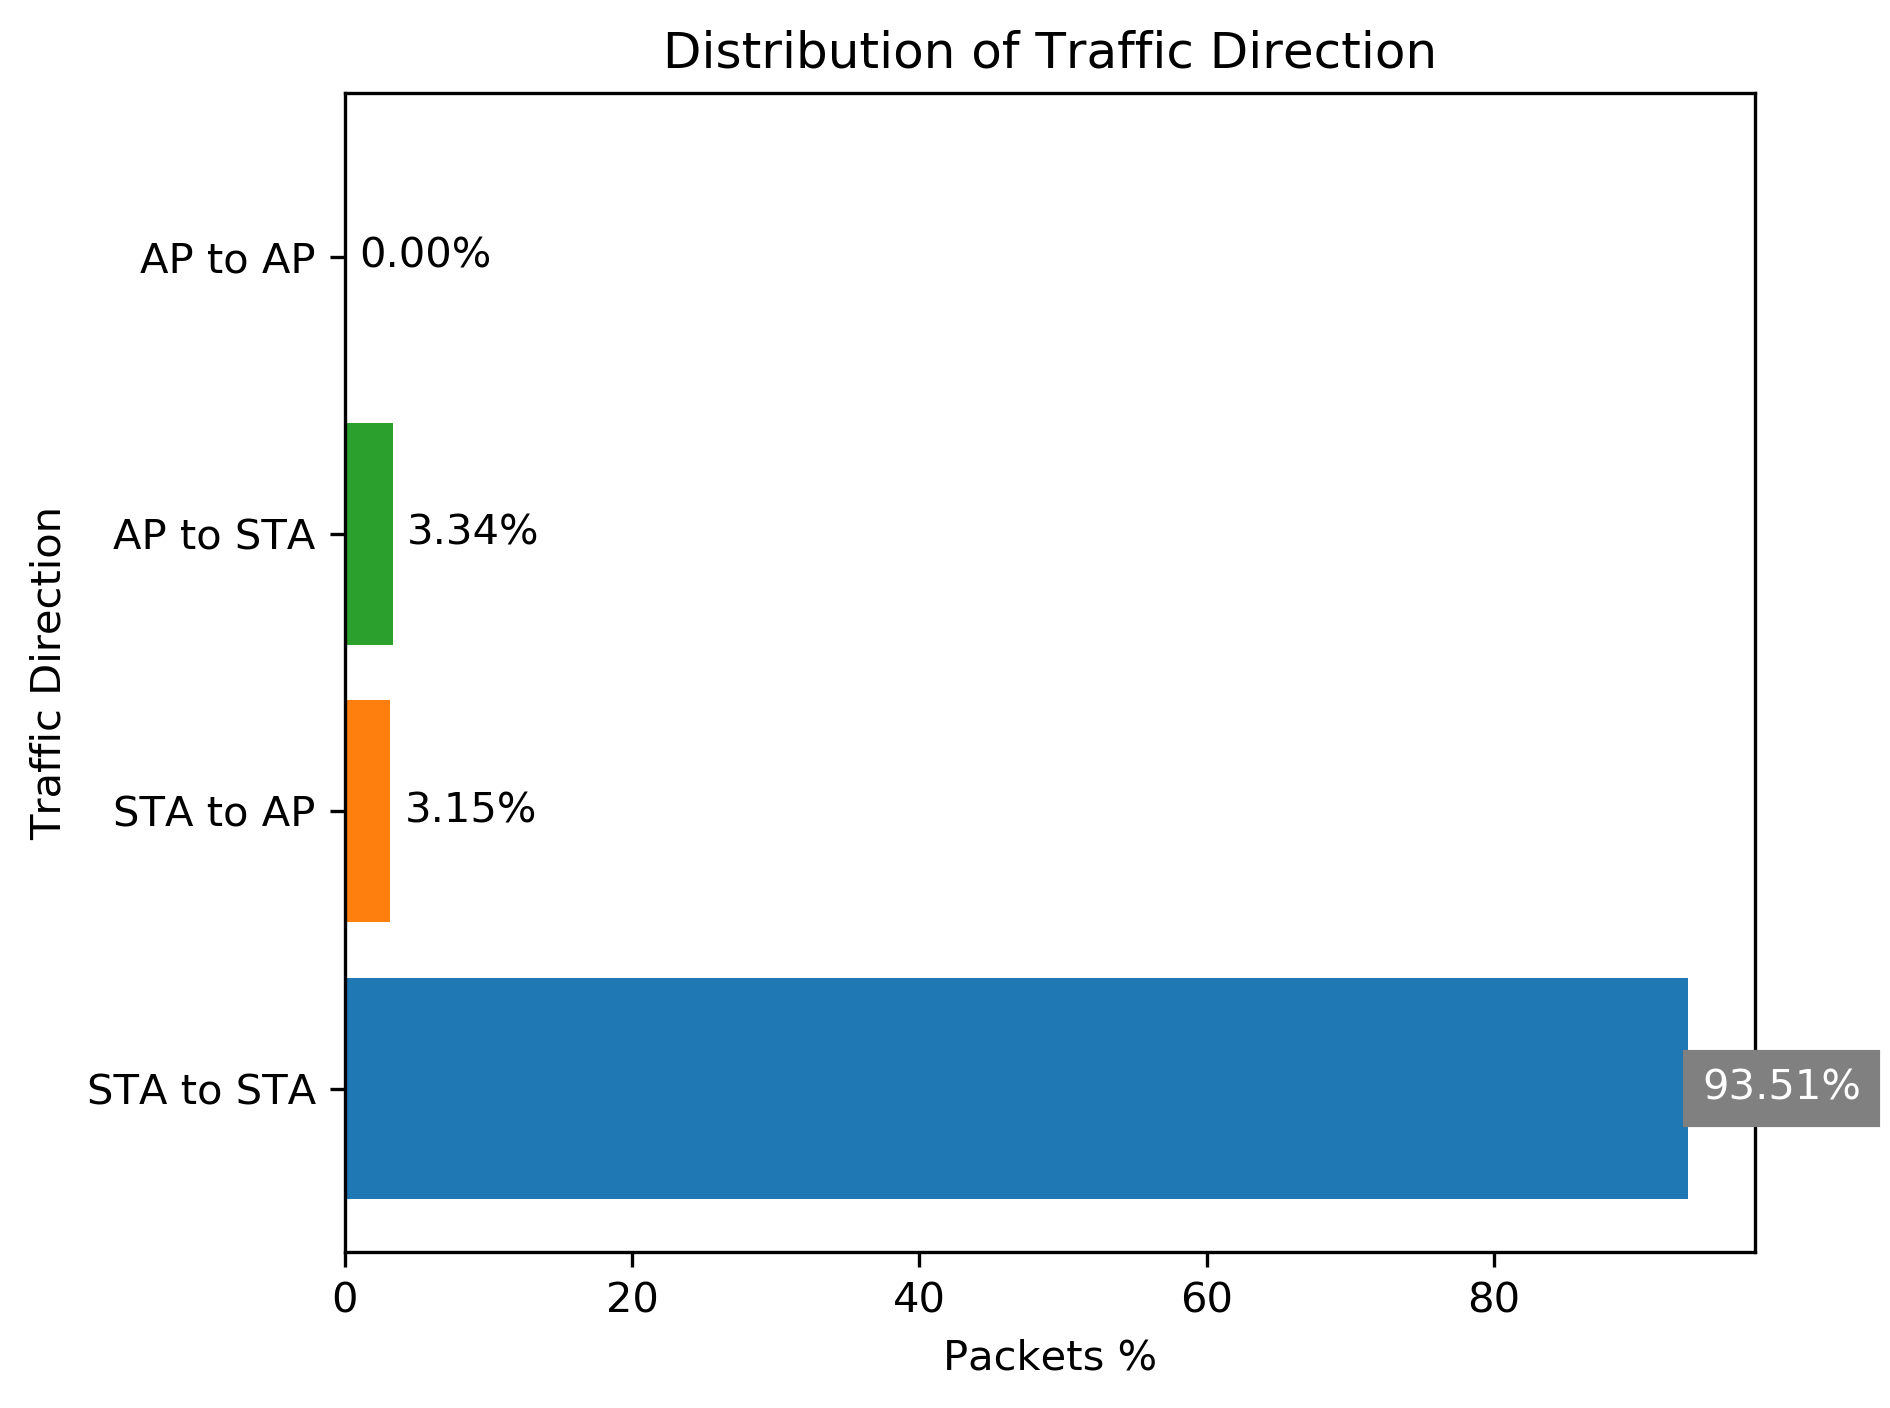 Distribution of Traffic Direction
AP to AP
0.00%
AP to STA
3.34%
STA to AP
3.15%
STA to STA
93.51%
Traffic Direction
0 20 40 60 80
Packets %